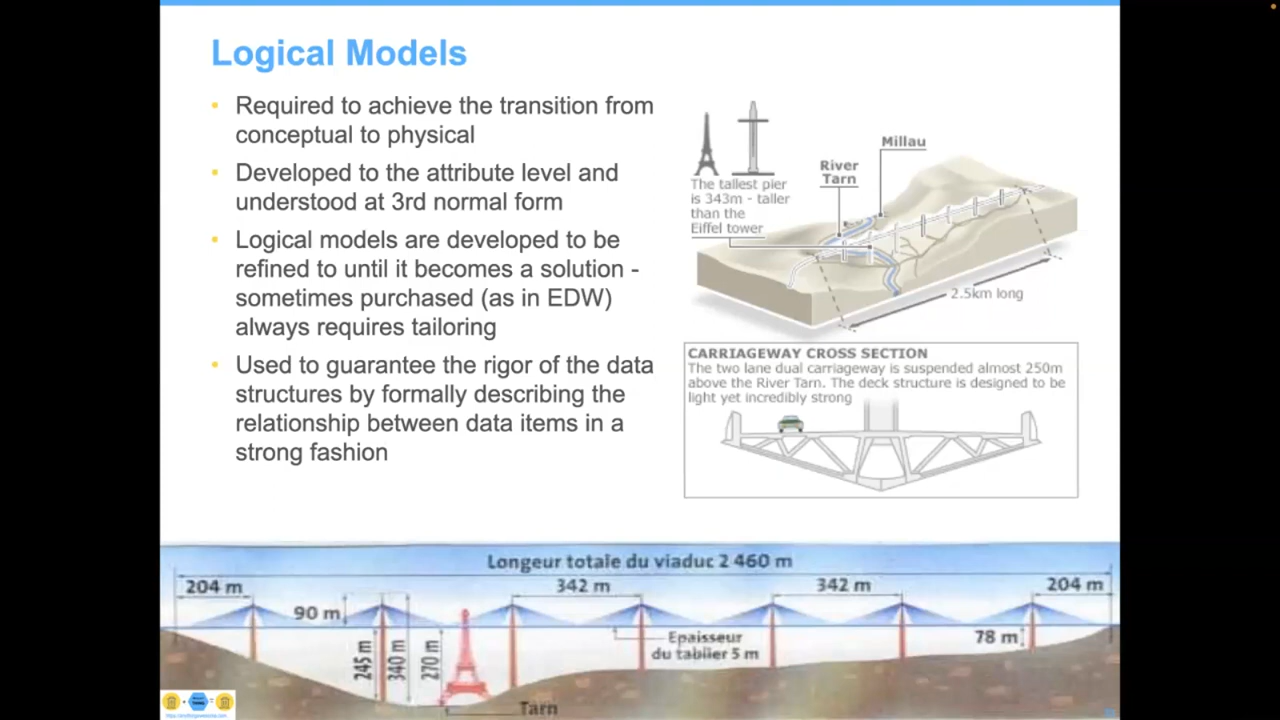 Logical Models
• Required to achieve the transition from
conceptual to physical
• Developed to the attribute level and
understood at 3rd normal form
• Logical models are developed to be
refined to until it becomes a solution -
sometimes purchased (as in EDW)
always requires tailoring
• Used to guarantee the rigor of the data
structures by formally describing the
relationship between data items in a
strong fashion
Millau
River
Tarn
The tallest pier
is 343m - taller
than the
Eiffel tower
2.5km long
CARRIAGEWAY CROSS SECTION
The two lane dual carriageway is suspended almost 250m
above the River Tarn. The deck structure is designed to be
light yet incredibly strong
Longeur totale du viaduc 2 460 m
204 m
342 m
342 m
204 m
90 m
245 m
340 m
270 m
Epaisseur
du tablier 5 m
78 m
Tarn